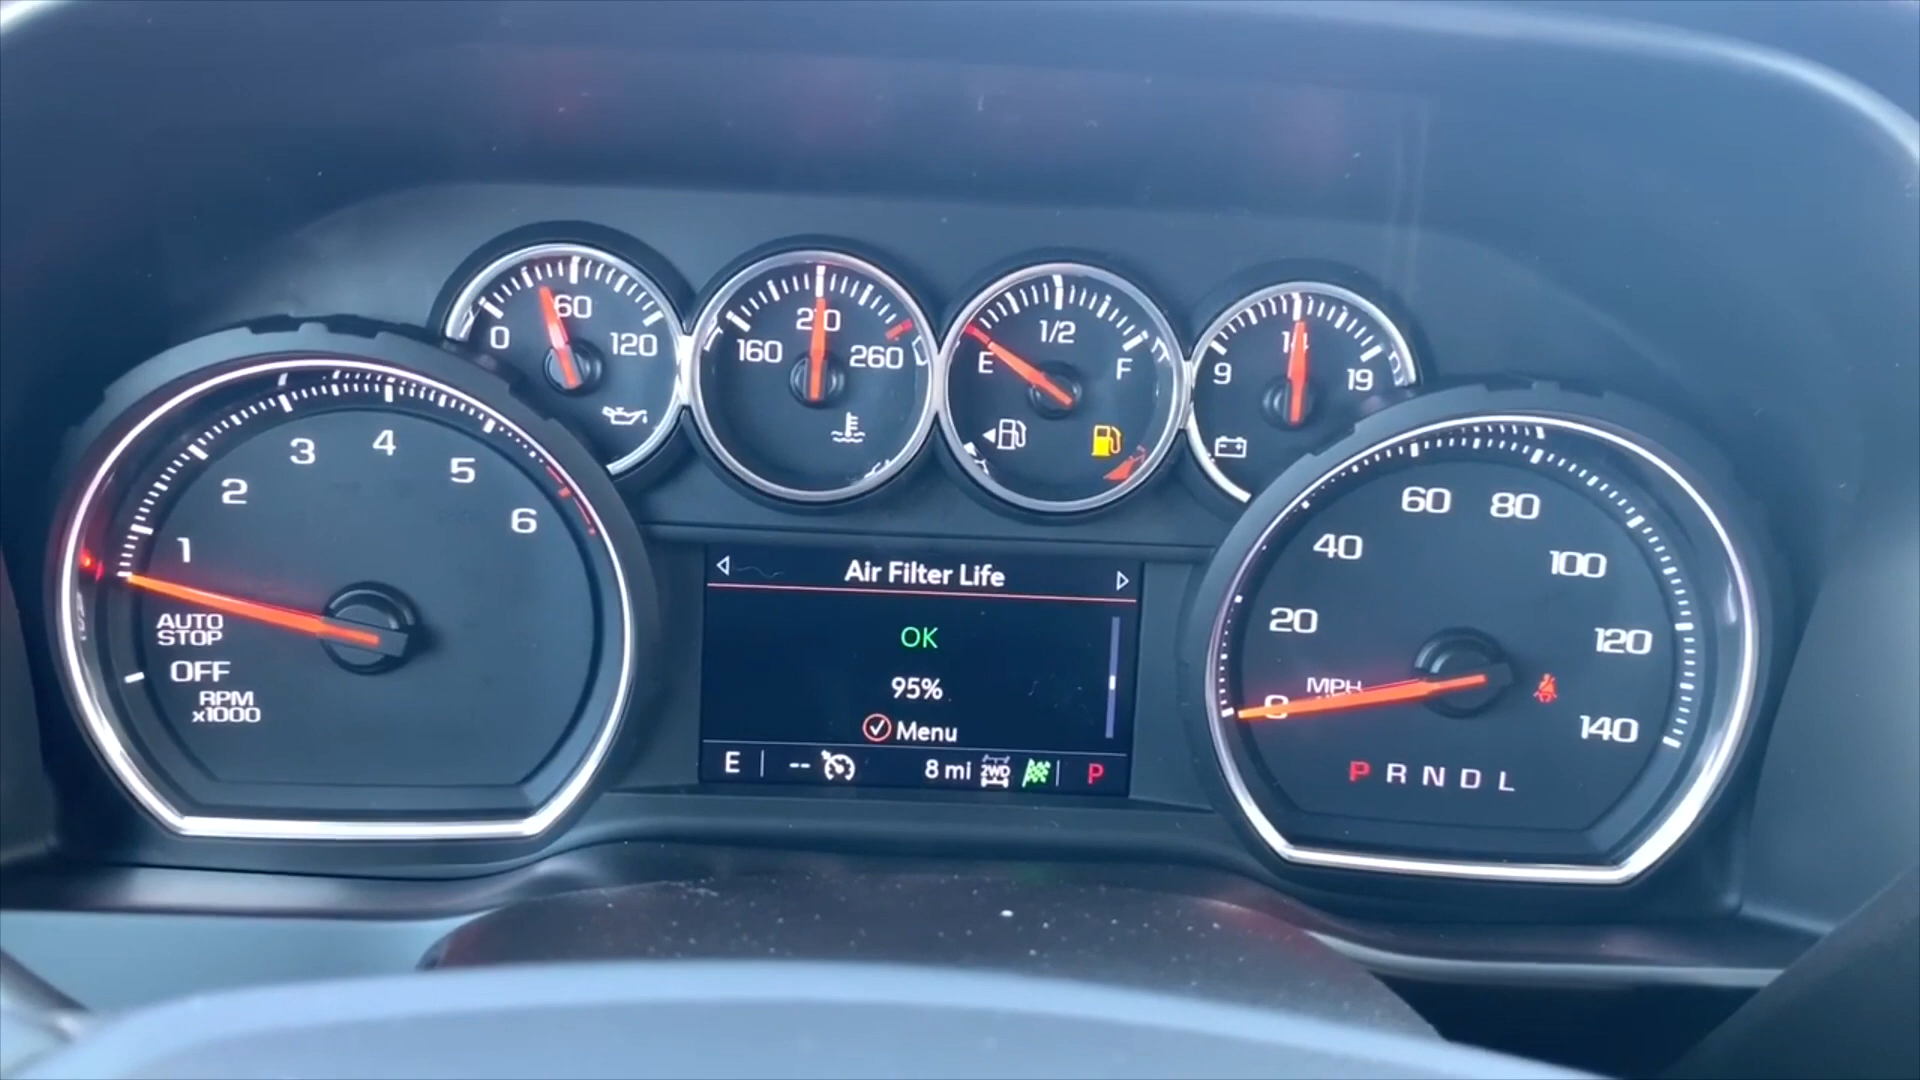 0 60 120
160 210 260
E 1/2 F
9 14 19
1 2 3 4 5 6
AUTO
STOP
OFF
RPM
x1000
Air Filter Life
OK
95%
Menu
E -- 8 mi 2WD P
0 20 40 60 80 100 120 140
MPH
P R N D L